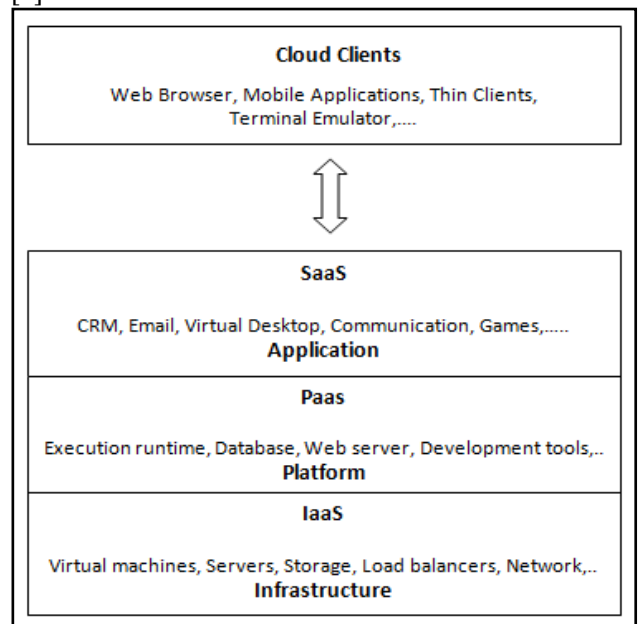 Cloud Clients
Web Browser, Mobile Applications, Thin Clients,
Terminal Emulator,....
SaaS
CRM, Email, Virtual Desktop, Communication, Games,.....
Application
Paas
Execution runtime, Database, Web server, Development tools,..
Platform
IaaS
Virtual machines, Servers, Storage, Load balancers, Network,..
Infrastructure